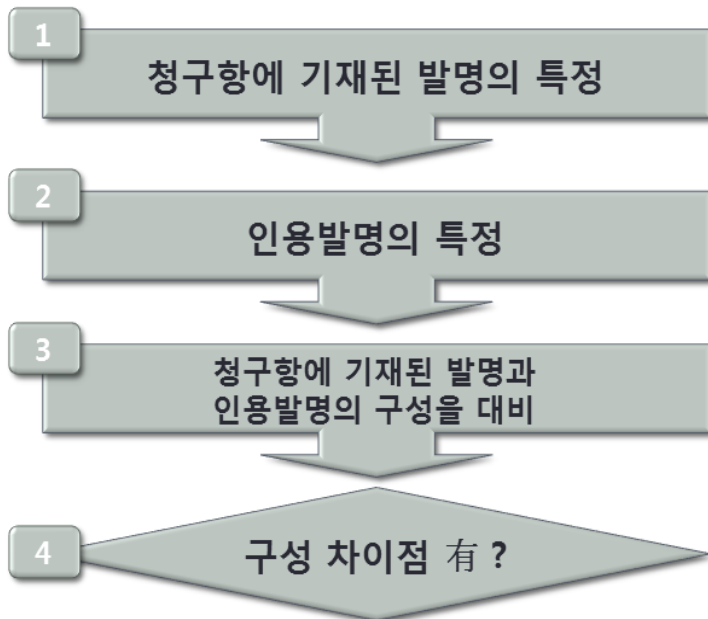 1
청구항에 기재된 발명의 특정
2
인용발명의 특정
3
청구항에 기재된 발명과
인용발명의 구성을 대비
4
구성 차이점 有 ?